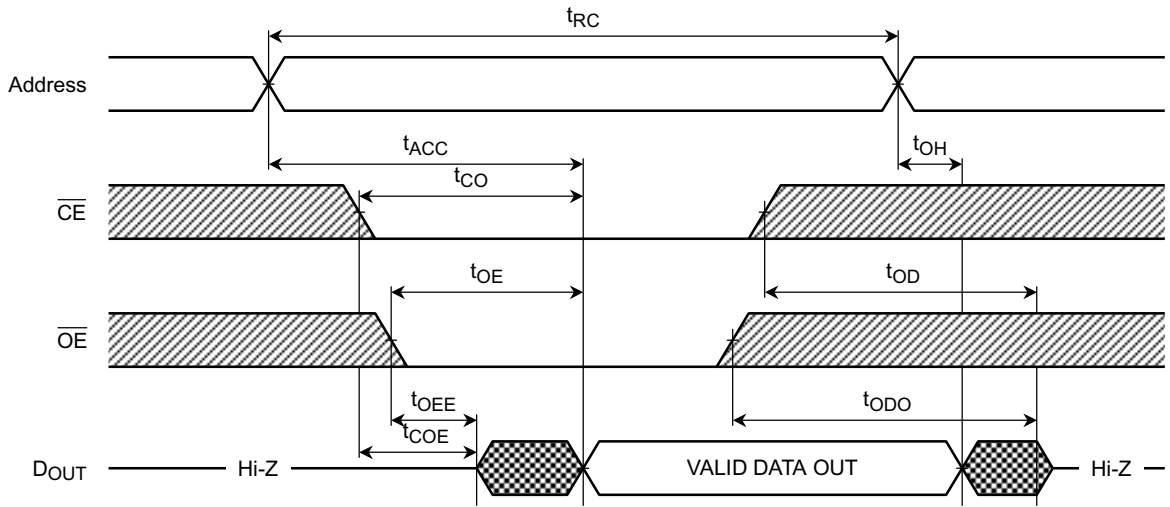 tRC
Address
tACC
tOH
tCO
CE
tOE
tOD
OE
tOEE
tODO
tCOE
DOUT
Hi-Z
VALID DATA OUT
Hi-Z